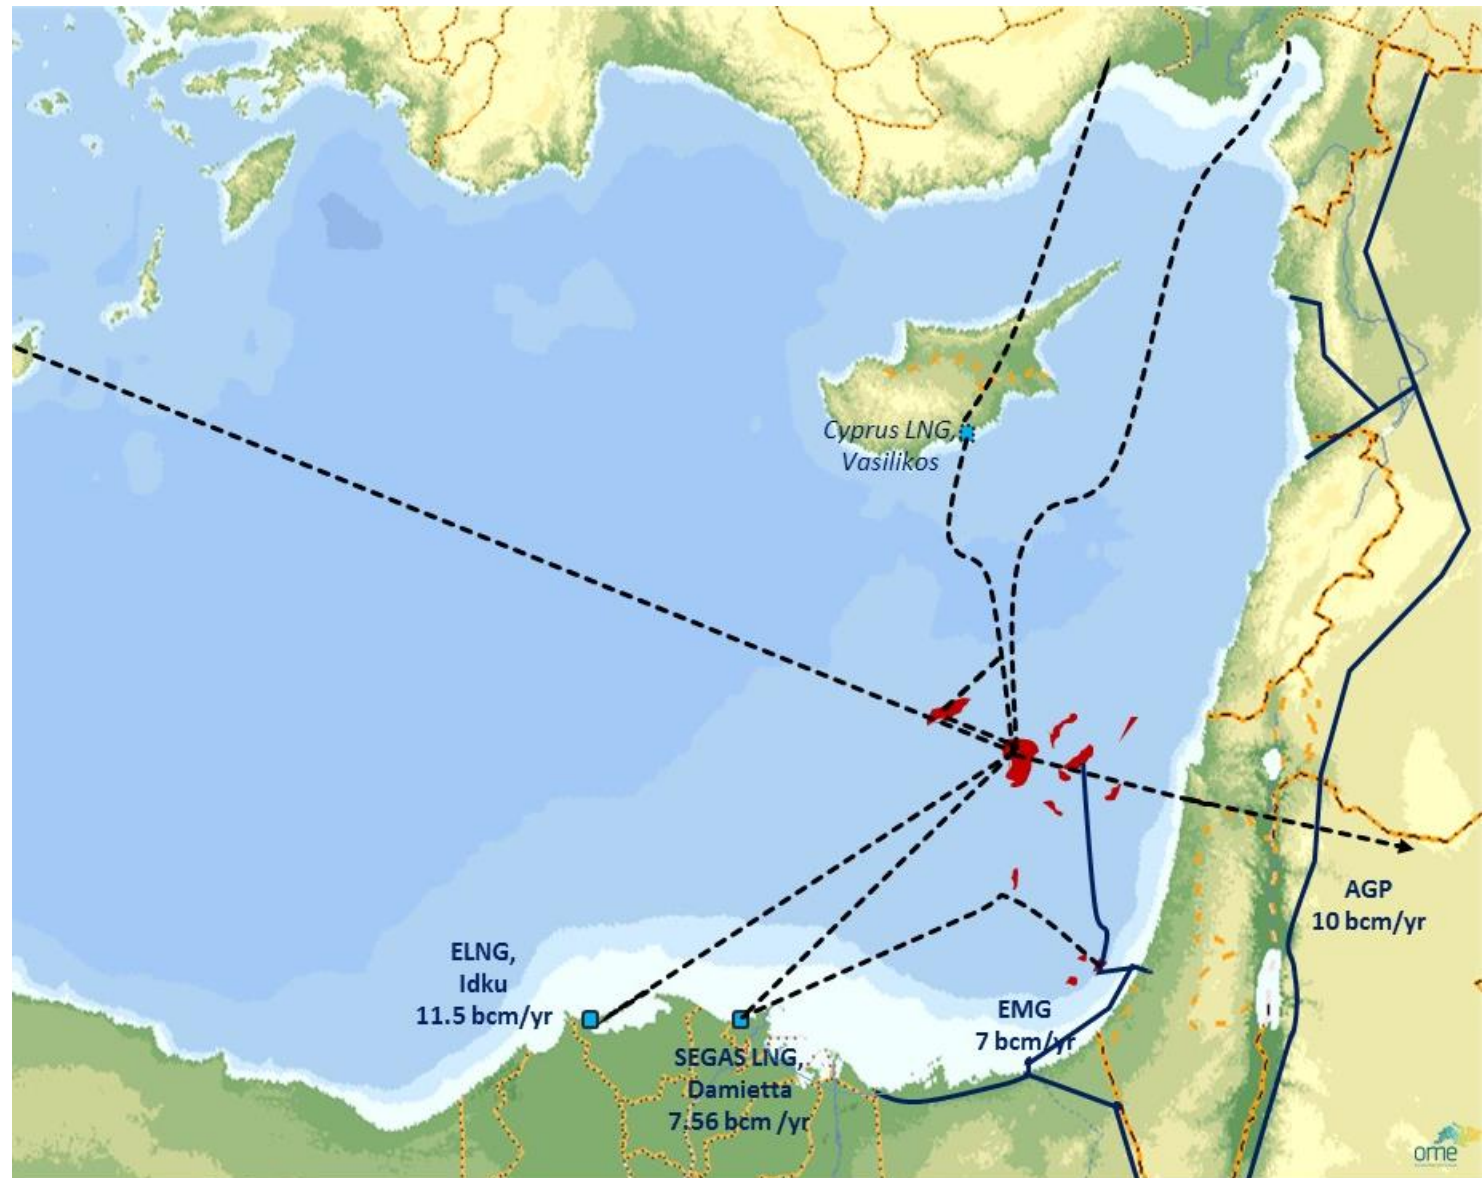 Cyprus LNG,
Vasilikos
AGP
10 bcm/yr
ELNG,
Idku
11.5 bcm/yr
EMG
7 bcm/yr
SEGAS LNG,
Damietta
7.56 bcm /yr
ome